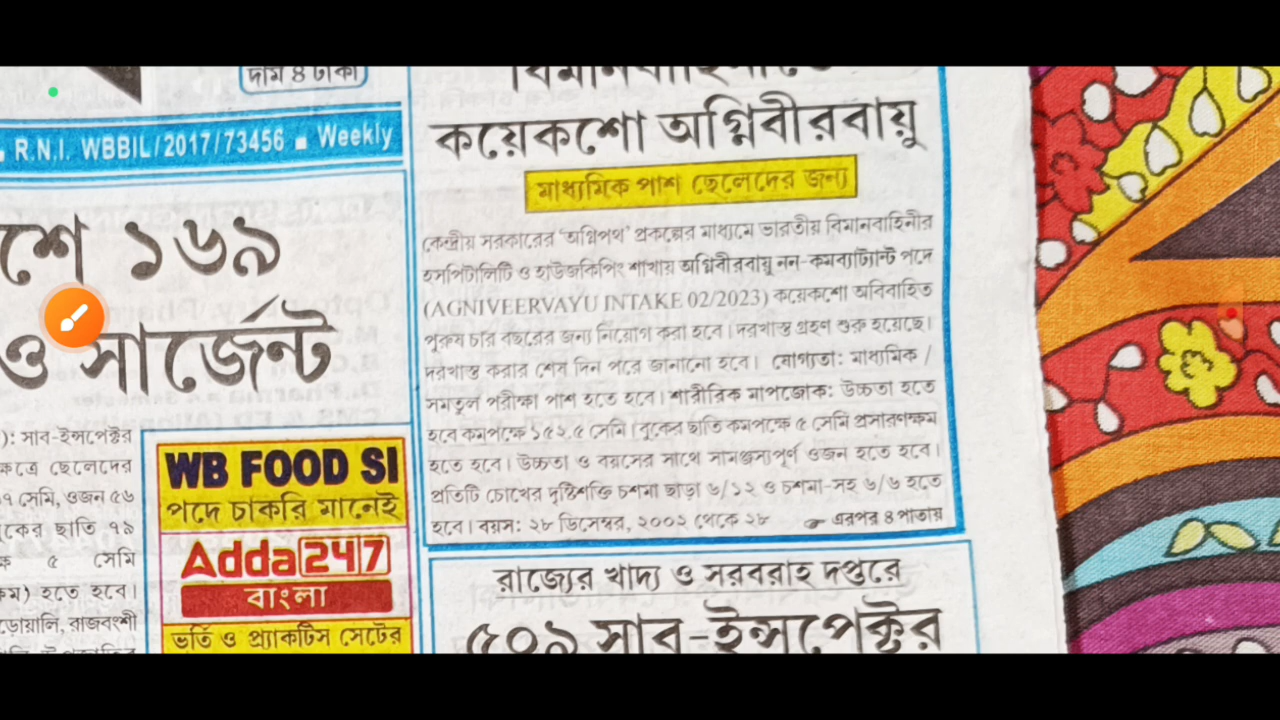 দাম ৪ টাকা
R.N.I. WBBIL/2017/73456 ■ Weekly
শে ১৬৯
ও সার্জেন্ট
): সাব-ইন্সপেক্টর
ছেলেদের
সেমি, ওজন ৫৬
ছাতি ৭৯
৫ সেমি
হতে হবে।
রাজবংশী
WB FOOD SI
পদে চাকরি মানেই
Adda247
বাংলা
ভর্তি ও প্র্যাকটিস সেটের
বিমানবাহিনীতে
কয়েকশো অগ্নিবীরবায়ু
মাধ্যমিক পাশ ছেলেদের জন্য
কেন্দ্রীয় সরকারের 'অগ্নিপথ' প্রকল্পের মাধ্যমে ভারতীয় বিমানবাহিনীর
হসপিটালিটি ও হাউজকিপিং শাখায় অগ্নিবীরবায়ু নন-কমব্যাট্যান্ট পদে
(AGNIVEERVAYU INTAKE 02/2023) কয়েকশো অবিবাহিত
পুরুষ চার বছরের জন্য নিয়োগ করা হবে। দরখাস্ত গ্রহণ শুরু হয়েছে।
দরখাস্ত করার শেষ দিন পরে জানানো হবে। যোগ্যতা: মাধ্যমিক /
সমতুল পরীক্ষা পাশ হতে হবে। শারীরিক মাপজোক: উচ্চতা হতে
হবে কমপক্ষে ১৫২.৫ সেমি। বুকের ছাতি কমপক্ষে ৫ সেমি প্রসারণক্ষম
হতে হবে। উচ্চতা ও বয়সের সাথে সামঞ্জস্যপূর্ণ ওজন হতে হবে।
প্রতিটি চোখের দৃষ্টিশক্তি চশমা ছাড়া ৬/১২ ও চশমা-সহ ৬/৬ হতে
হবে। বয়স: ২৮ ডিসেম্বর, ২০০২ থেকে ২৮ ☞ এরপর ৪ পাতায়
রাজ্যের খাদ্য ও সরবরাহ দপ্তরে
৫০৯ সাব-ইন্সপেক্টর